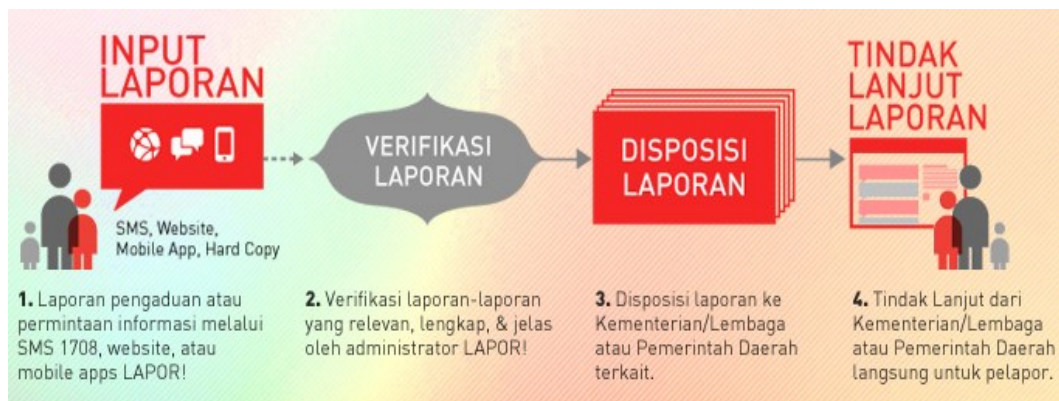 INPUT
LAPORAN
SMS, Website,
Mobile App, Hard Copy
VERIFIKASI
LAPORAN
DISPOSISI
LAPORAN
TINDAK
LANJUT
LAPORAN
1. Laporan pengaduan atau
permintaan informasi melalui
SMS 1708, website, atau
mobile apps LAPOR!
2. Verifikasi laporan-laporan
yang relevan, lengkap, & jelas
oleh administrator LAPOR!
3. Disposisi laporan ke
Kementerian/Lembaga
atau Pemerintah Daerah
terkait.
4. Tindak Lanjut dari
Kementerian/Lembaga
atau Pemerintah Daerah
langsung untuk pelapor.